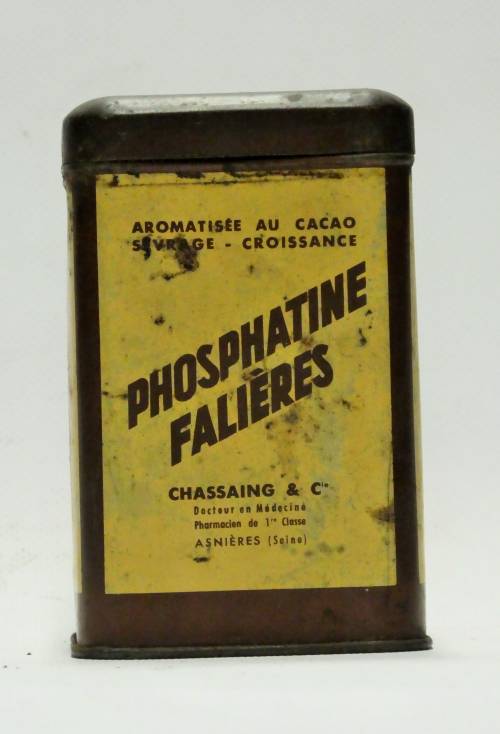 AROMATISÉE AU CACAO
SEVRAGE - CROISSANCE
PHOSPHATINE
FALIÈRES
CHASSAING & Cie
Docteur en Médecine
Pharmacien de 1re Classe
ASNIÈRES (Seine)